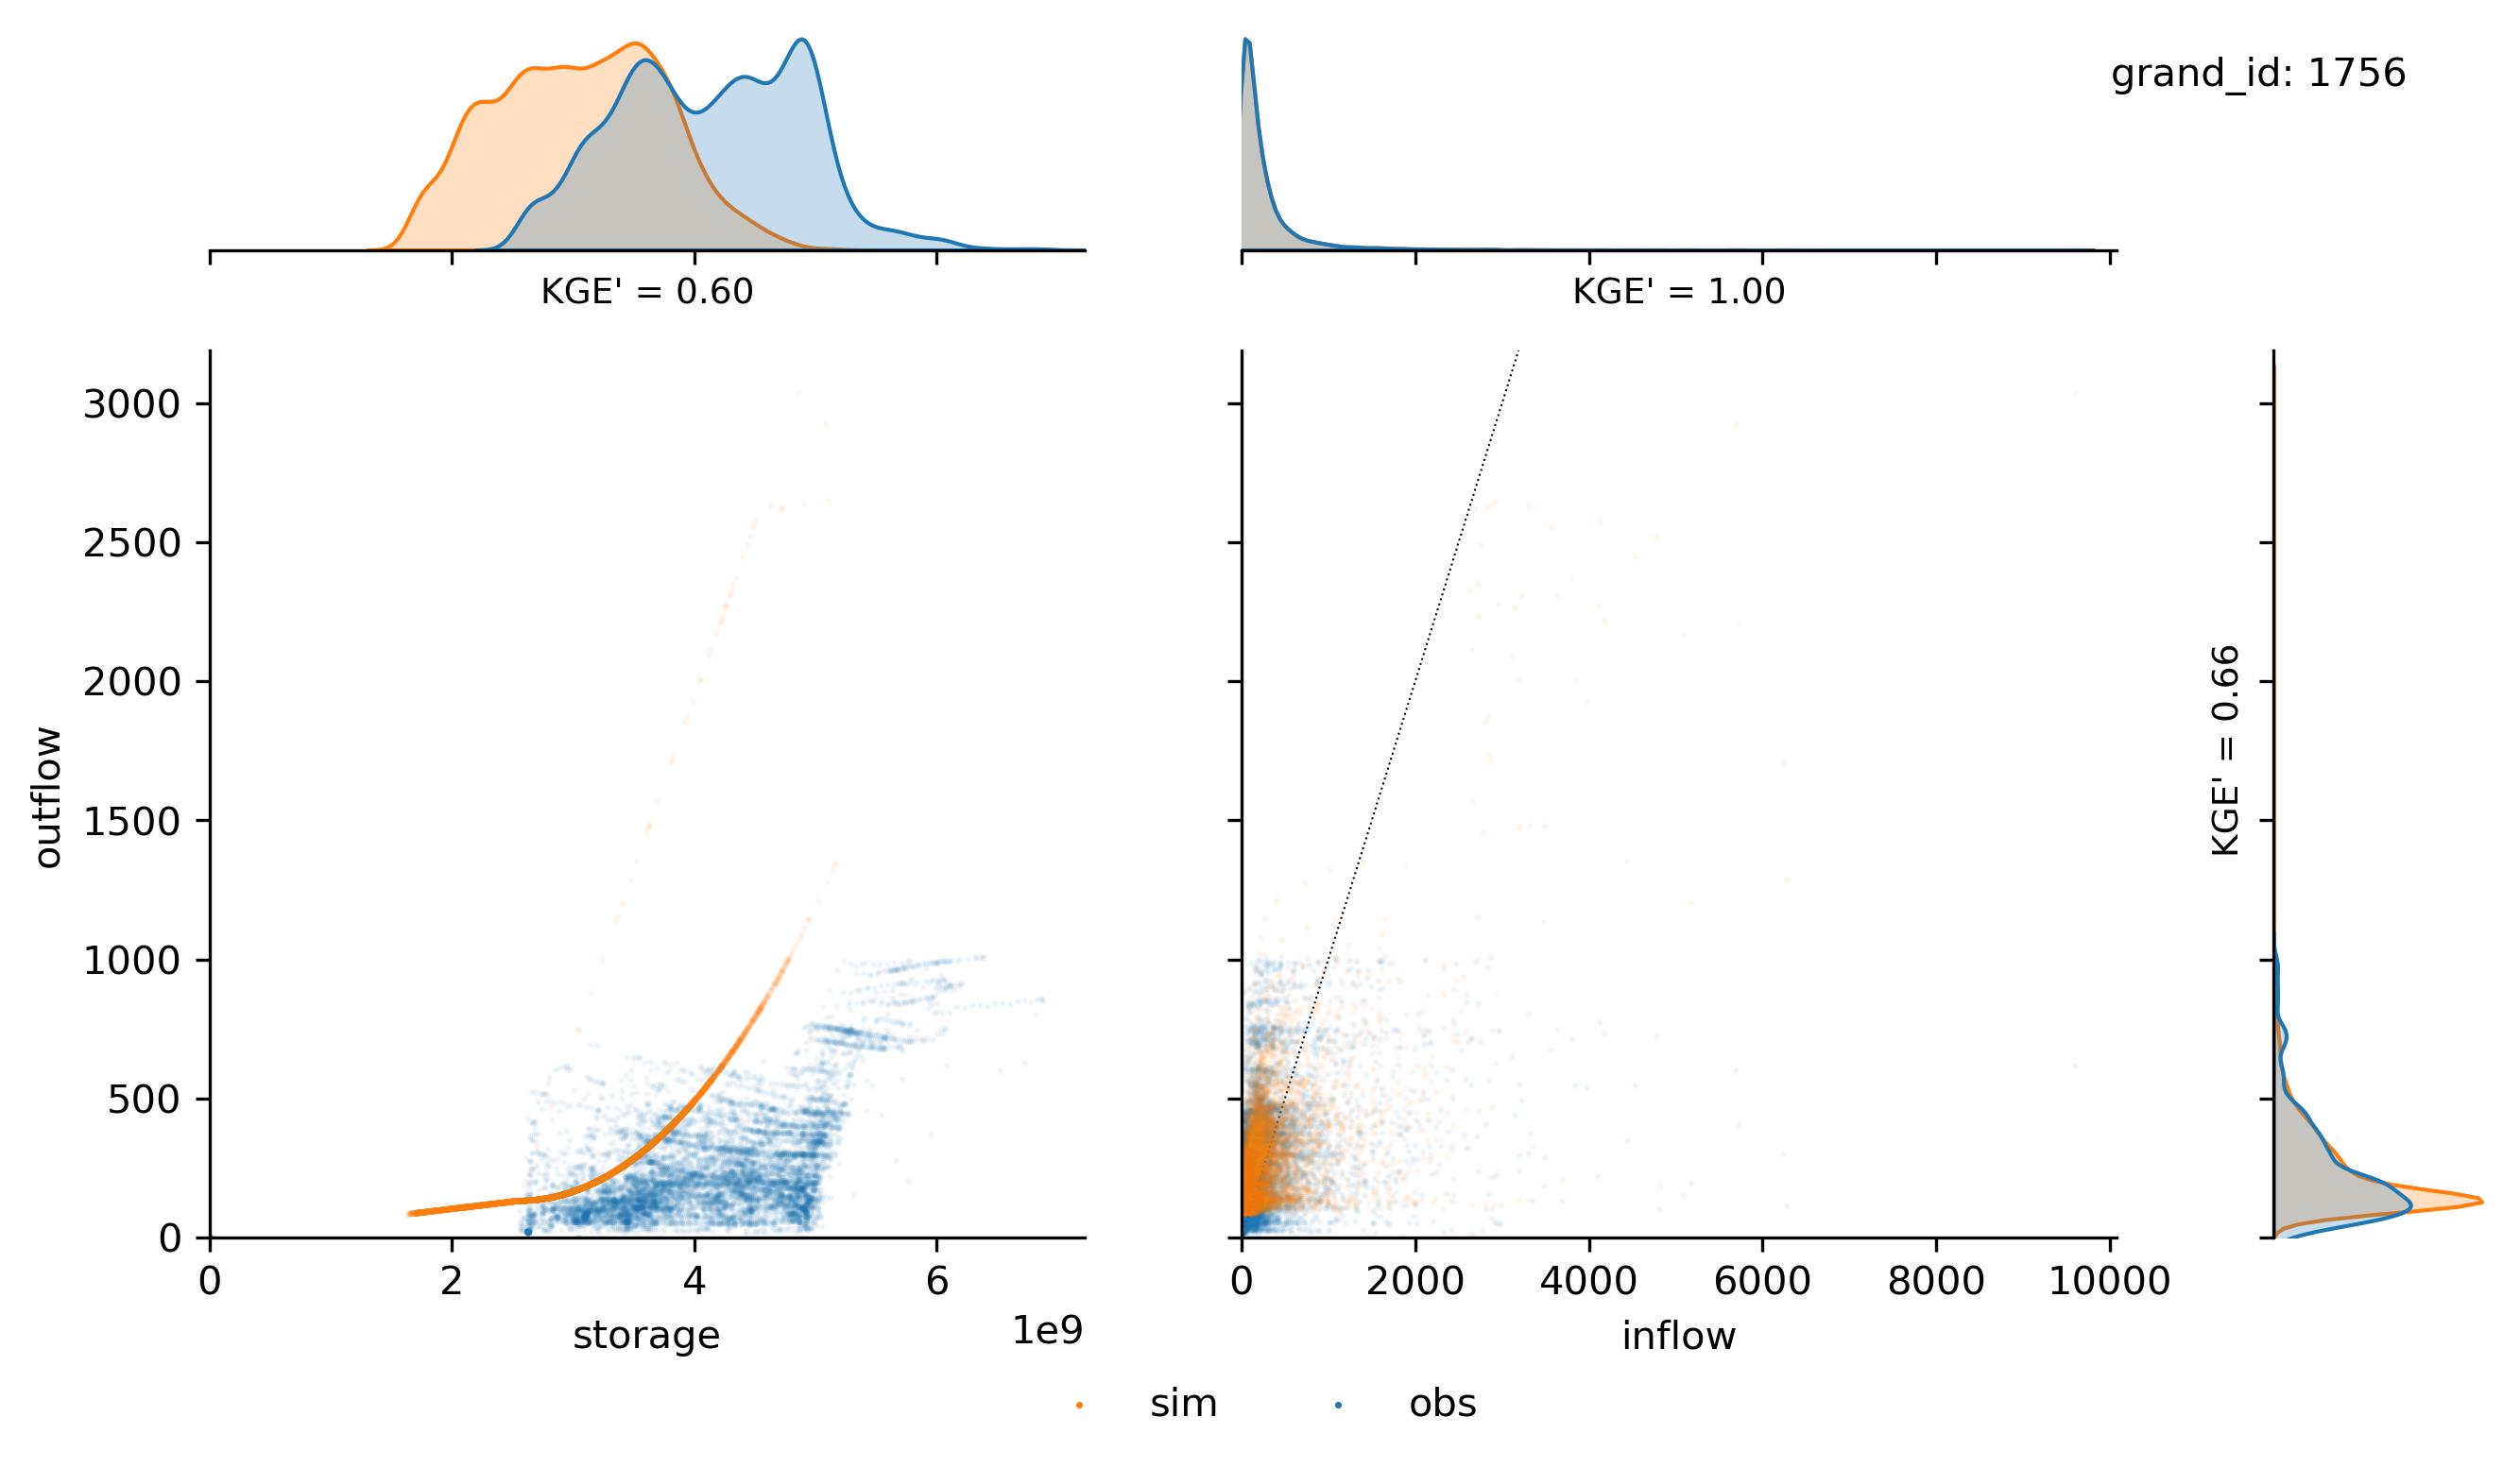 grand_id: 1756
KGE' = 0.60
KGE' = 1.00
3000
2500
2000
1500
1000
500
0
outflow
KGE' = 0.66
0 2 4 6
0 2000 4000 6000 8000 10000
storage
1e9
inflow
sim
obs